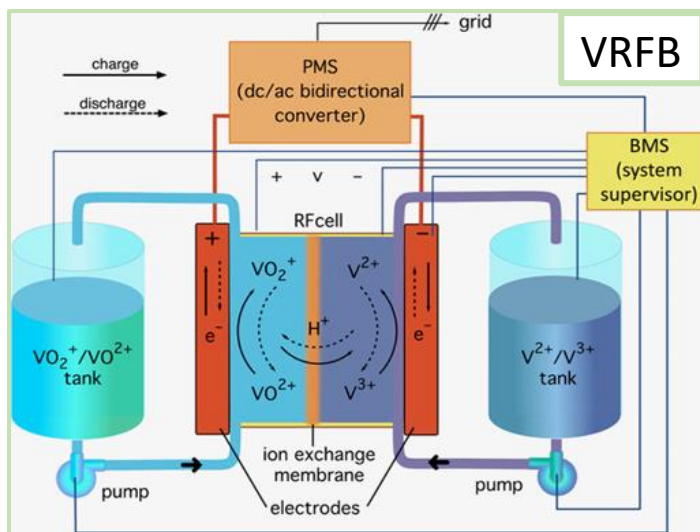 VRFB
grid
charge
discharge
PMS
(dc/ac bidirectional
converter)
BMS
(system
supervisor)
+ v −
RFcell
+
−
VO₂⁺
V²⁺
e⁻
H⁺
e⁻
VO²⁺
V³⁺
VO₂⁺/VO²⁺
tank
V²⁺/V³⁺
tank
ion exchange
membrane
pump
electrodes
pump